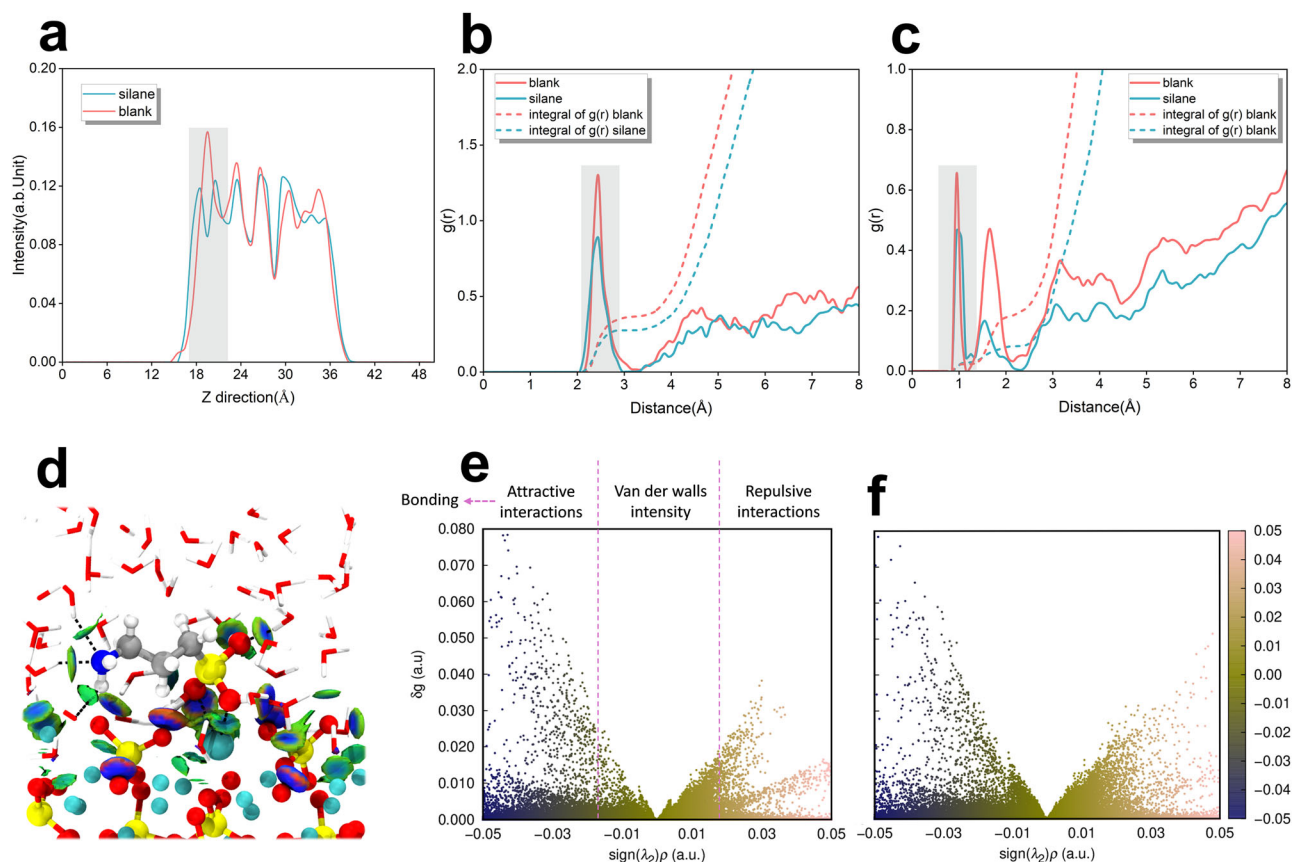 a
0.20
0.16
0.12
0.08
0.04
0.00
Intensity(a.b.Unit)
silane
blank
0
6
12
18
24
30
36
42
48
Z direction(Å)
b
2.0
1.5
1.0
0.5
0.0
g(r)
blank
silane
integral of g(r) blank
integral of g(r) silane
0
1
2
3
4
5
6
7
8
Distance(Å)
c
1.0
0.8
0.6
0.4
0.2
0.0
g(r)
blank
silane
integral of g(r) blank
integral of g(r) blank
0
1
2
3
4
5
6
7
8
Distance(Å)
d
e
Bonding
Attractive
interactions
Van der walls
intensity
Repulsive
interactions
0.080
0.070
0.060
0.050
0.040
0.030
0.020
0.010
0.000
δg (a.u)
−0.05
−0.03
−0.01
0.01
0.03
0.05
sign(λ2)ρ (a.u.)
f
−0.05
−0.03
−0.01
0.01
0.03
0.05
sign(λ2)ρ (a.u.)
0.05
0.04
0.03
0.02
0.01
0.00
−0.01
−0.02
−0.03
−0.04
−0.05